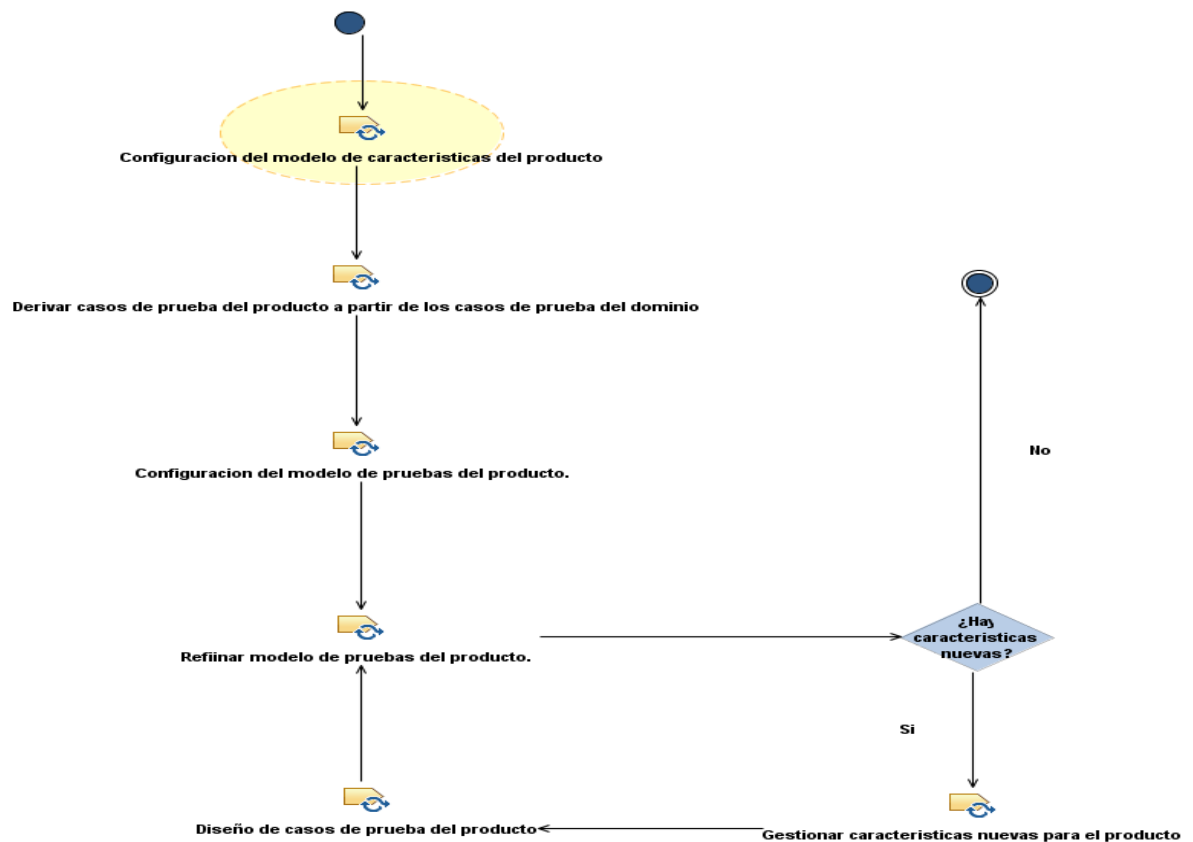 Configuracion del modelo de caracteristicas del producto
Derivar casos de prueba del producto a partir de los casos de prueba del dominio
Configuracion del modelo de pruebas del producto.
No
Refiinar modelo de pruebas del producto.
¿Hay
caracteristicas
nuevas?
Si
Diseño de casos de prueba del producto
Gestionar caracteristicas nuevas para el producto